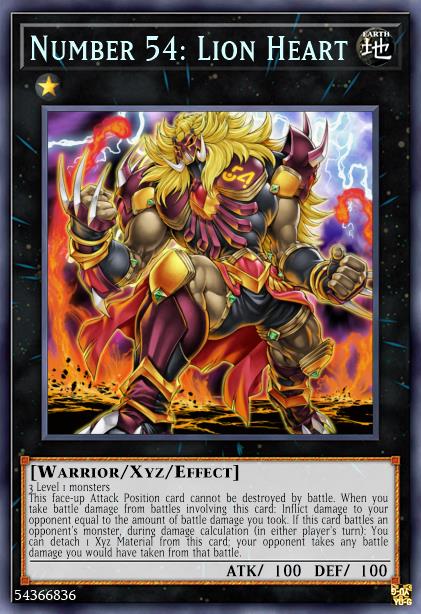 Number 54: Lion Heart
EARTH
地
54
[Warrior/Xyz/Effect]
3 Level 1 monsters
This face-up Attack Position card cannot be destroyed by battle. When you
take battle damage from battles involving this card: Inflict damage to your
opponent equal to the amount of battle damage you took. If this card battles
an opponent's monster, during damage calculation (in either player's turn): You
can detach 1 Xyz Material from this card; your opponent takes any battle
damage you would have taken from that battle.
ATK/ 100 DEF/ 100
54366836